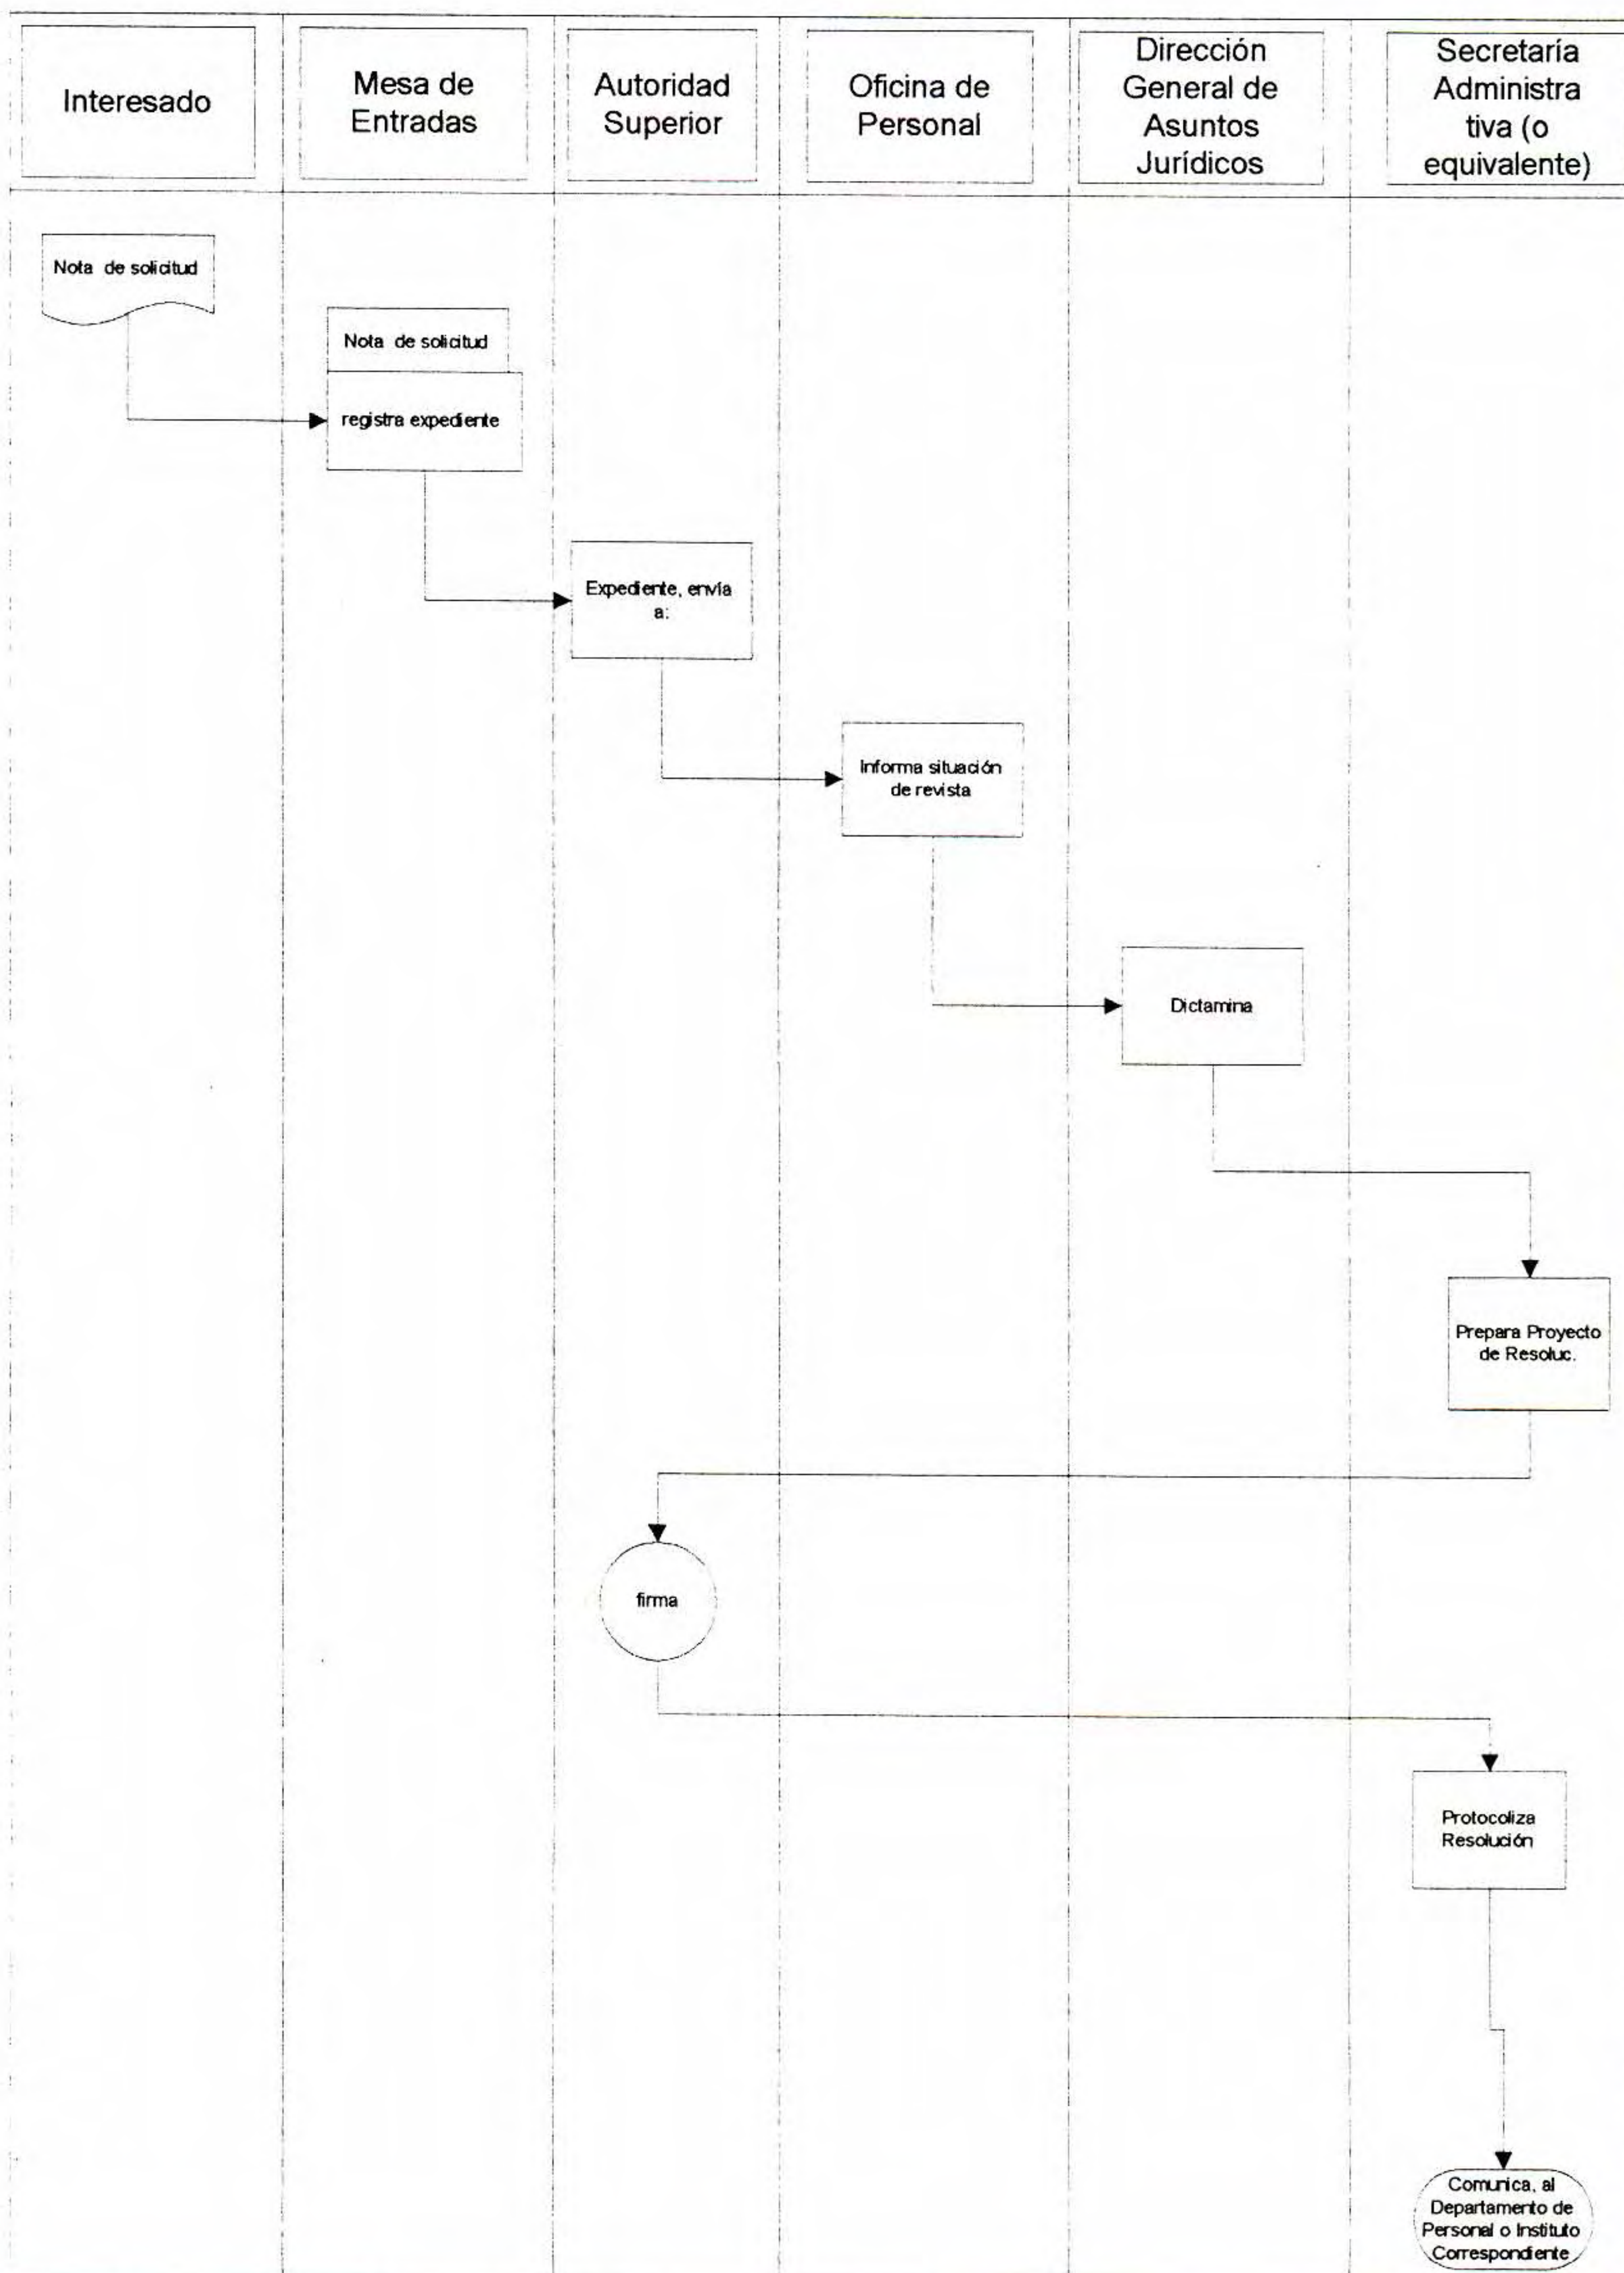 Interesado
Mesa de
Entradas
Autoridad
Superior
Oficina de
Personal
Dirección
General de
Asuntos
Jurídicos
Secretaría
Administra
tiva (o
equivalente)
Nota de solicitud
Nota de solicitud
registra expediente
Expediente, envía
a:
Informa situación
de revista
Dictamina
Prepara Proyecto
de Resoluc.
firma
Protocoliza
Resolución
Comunica, al
Departamento de
Personal o Instituto
Correspondiente